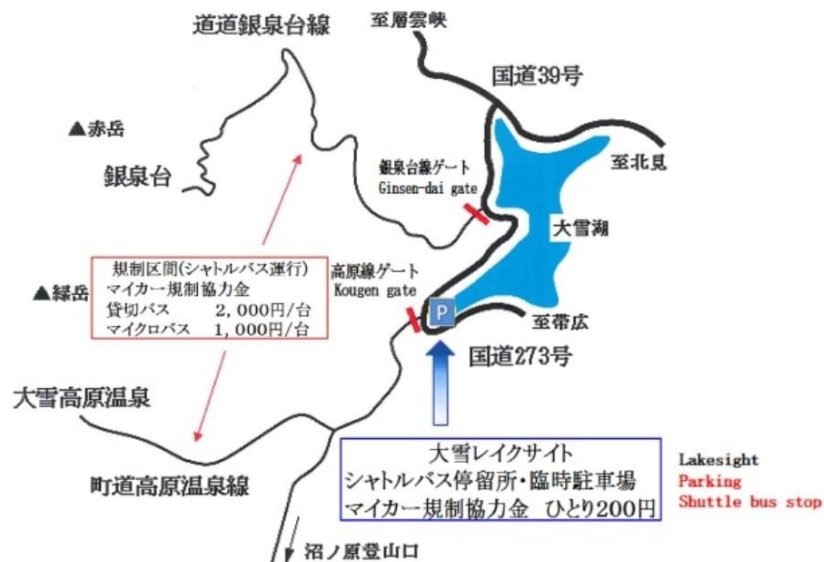 道道銀泉台線
至層雲峡
国道39号
▲赤岳
銀泉台
銀泉台線ゲート
Ginsen-dai gate
至北見
大雪湖
規制区間(シャトルバス運行)
マイカー規制協力金
貸切バス 2,000円/台
マイクロバス 1,000円/台
高原線ゲート
Kougen gate
▲緑岳
P
至帯広
国道273号
大雪高原温泉
町道高原温泉線
大雪レイクサイト
シャトルバス停留所・臨時駐車場
マイカー規制協力金 ひとり200円
Lakesight
Parking
Shuttle bus stop
沼ノ原登山口